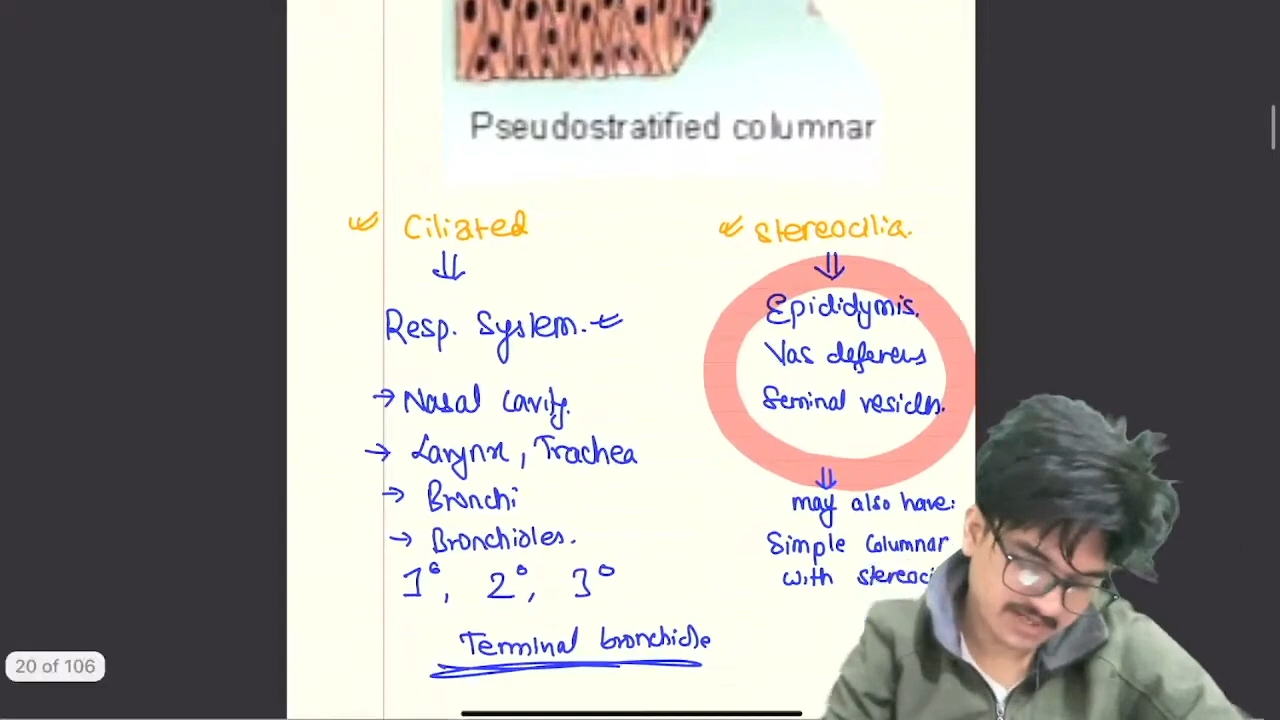 Pseudostratified columnar
Ciliated
Resp. System.
→ Nasal cavity.
→ Larynx, Trachea
→ Bronchi
→ Bronchioles.
1°, 2°, 3°
Terminal bronchiole
Stereocilia.
Epididymis.
Vas deferens
Seminal vesicles.
may also have:
Simple columnar
with
20 of 106